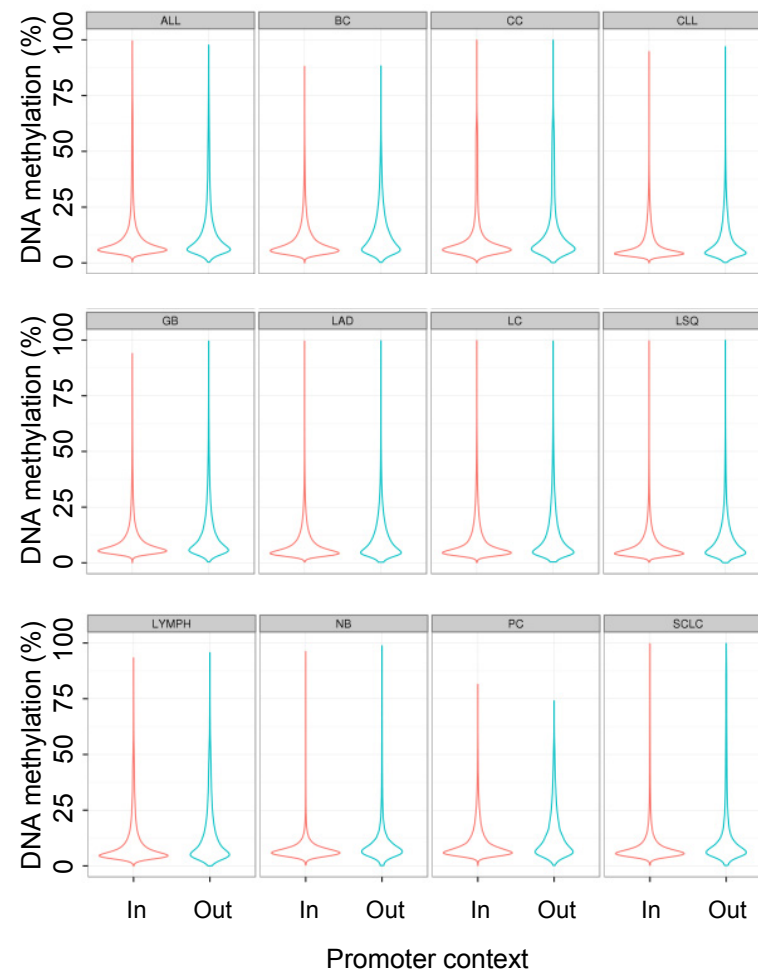 ALL BC CC CLL
DNA methylation (%)
100
75
50
25
0
GB LAD LC LSQ
DNA methylation (%)
100
75
50
25
0
LYMPH NB PC SCLC
DNA methylation (%)
100
75
50
25
0
In Out In Out In Out In Out
Promoter context